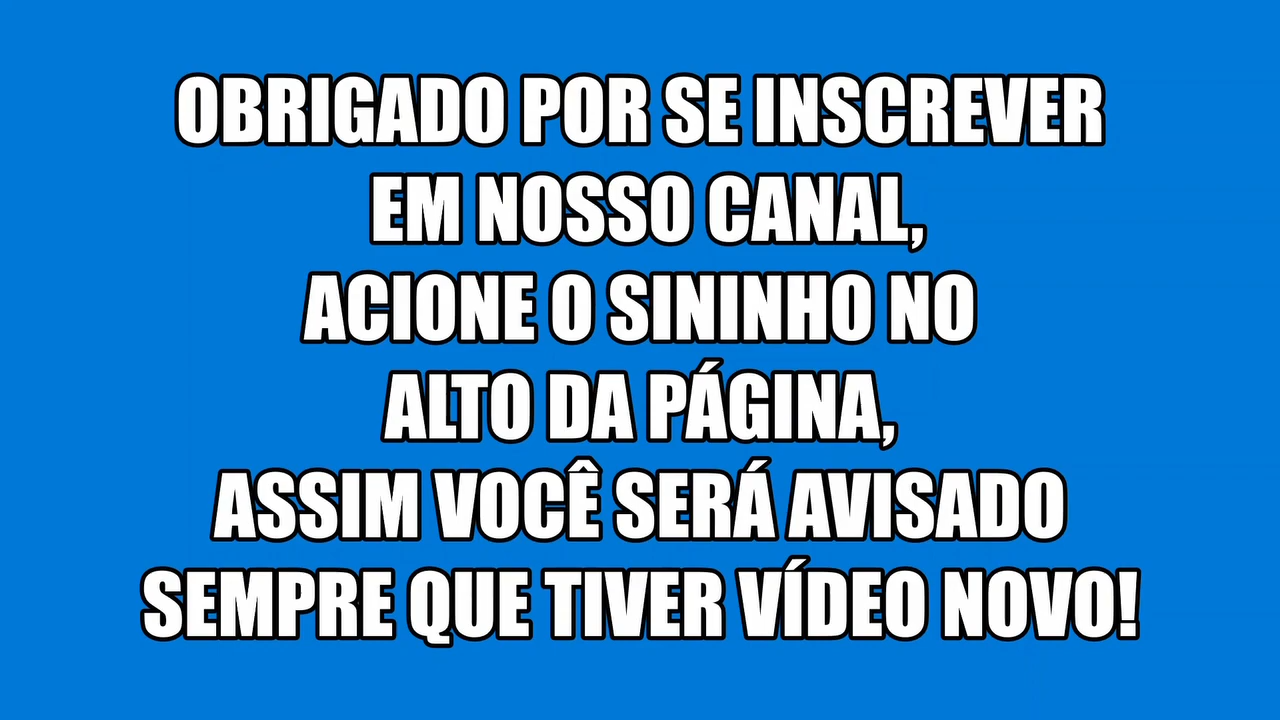 OBRIGADO POR SE INSCREVER
EM NOSSO CANAL,
ACIONE O SININHO NO
ALTO DA PÁGINA,
ASSIM VOCÊ SERÁ AVISADO
SEMPRE QUE TIVER VÍDEO NOVO!